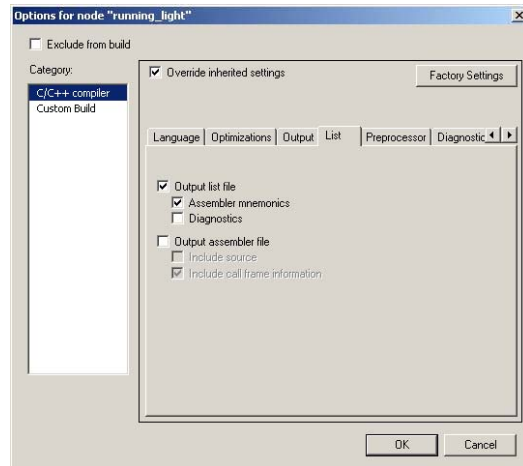 Options for node "running_light"
Exclude from build
Category:
C/C++ compiler
Custom Build
Override inherited settings
Factory Settings
Language
Optimizations
Output
List
Preprocessor
Diagnostic
Output list file
Assembler mnemonics
Diagnostics
Output assembler file
Include source
Include call frame information
OK
Cancel